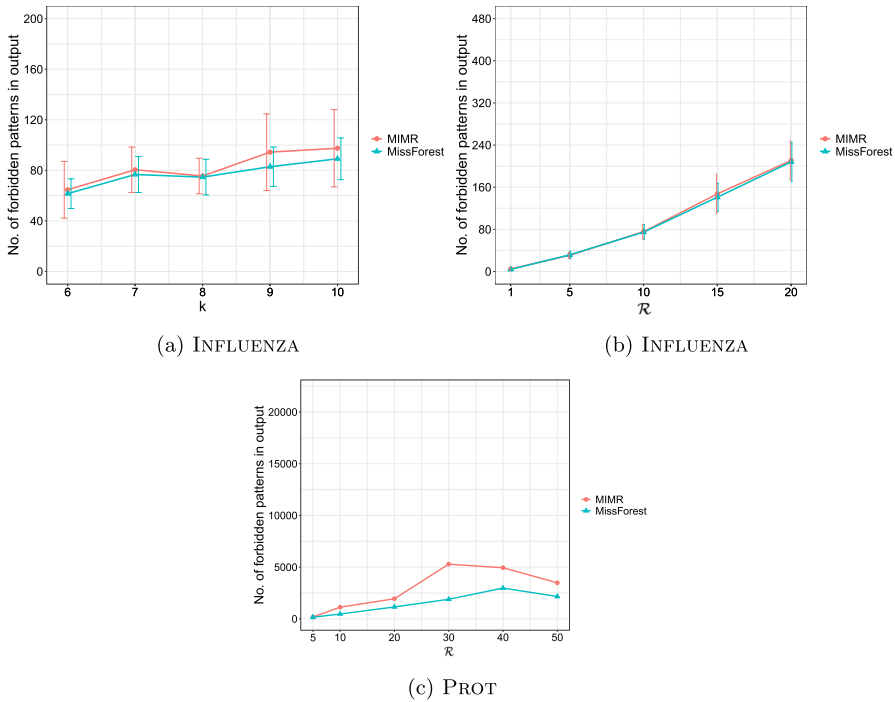 No. of forbidden patterns in output
200
160
120
80
40
0
6 7 8 9 10
k
MIMR
MissForest
(a) INFLUENZA
No. of forbidden patterns in output
480
400
320
240
160
80
0
1 5 10 15 20
ℛ
MIMR
MissForest
(b) INFLUENZA
No. of forbidden patterns in output
20000
15000
10000
5000
0
5 10 20 30 40 50
ℛ
MIMR
MissForest
(c) PROT